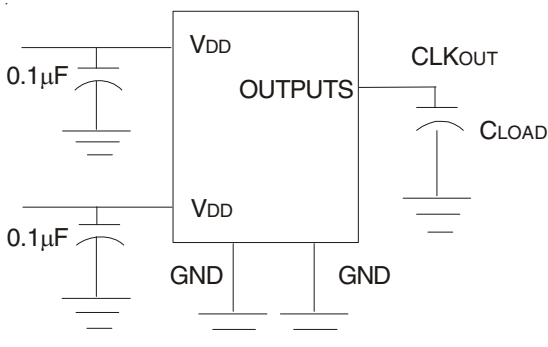 VDD
CLKOUT
0.1μF
OUTPUTS
CLOAD
VDD
0.1μF
GND
GND